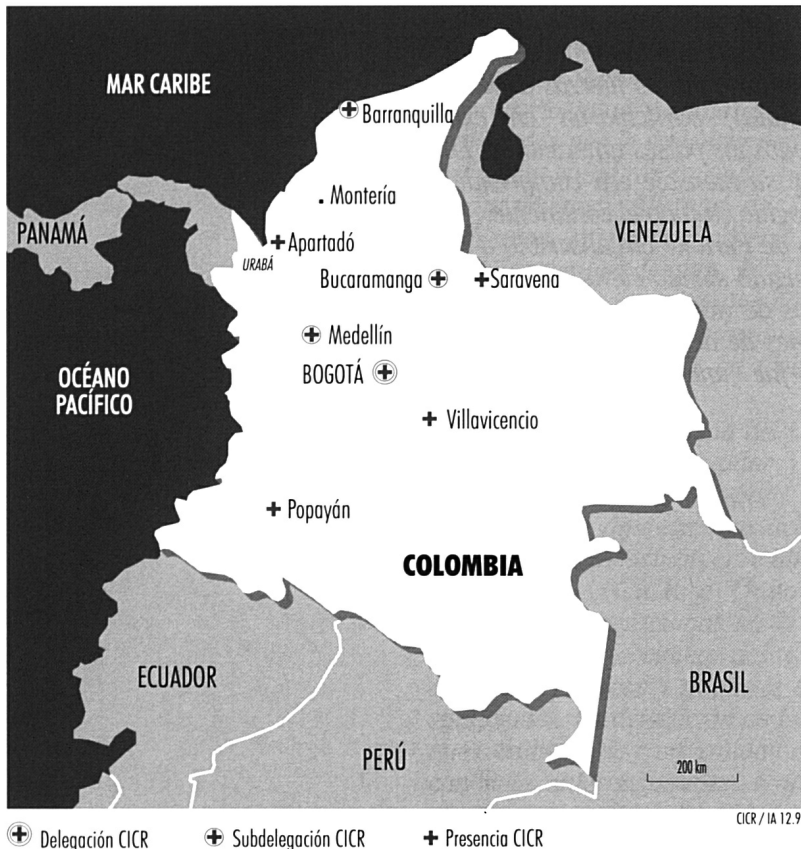 MAR CARIBE
Barranquilla
Montería
PANAMÁ
Apartadó
URABÁ
VENEZUELA
Bucaramanga
Saravena
Medellín
BOGOTÁ
OCÉANO
PACÍFICO
Villavicencio
Popayán
COLOMBIA
ECUADOR
BRASIL
PERÚ
200 km
CICR / IA 12.9
Delegación CICR
Subdelegación CICR
Presencia CICR